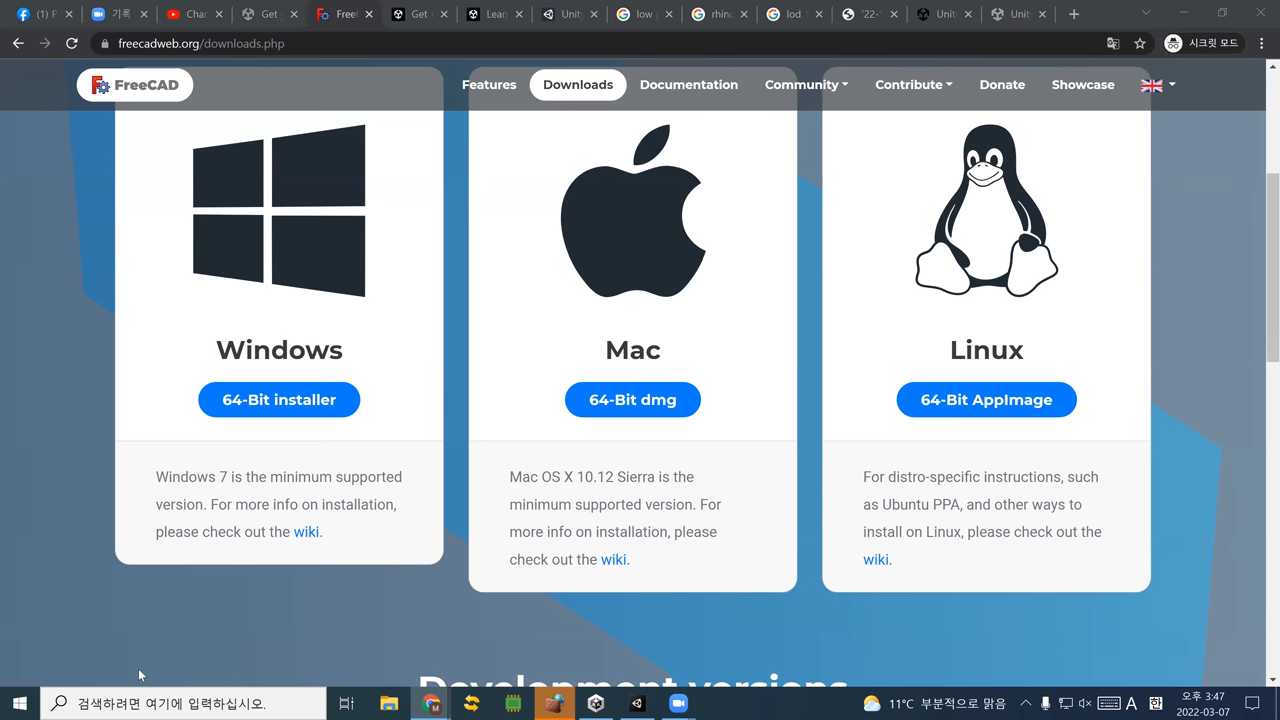 (1) P
기록
Cha
Get
Free
Get
Lear
Unity
low p
rhin
lod
'22-
Unit
Unit
freecadweb.org/downloads.php
시크릿 모드
FreeCAD
Features
Downloads
Documentation
Community
Contribute
Donate
Showcase
Windows
64-Bit installer
Windows 7 is the minimum supported
version. For more info on installation,
please check out the wiki.
Mac
64-Bit dmg
Mac OS X 10.12 Sierra is the
minimum supported version. For
more info on installation, please
check out the wiki.
Linux
64-Bit AppImage
For distro-specific instructions, such
as Ubuntu PPA, and other ways to
install on Linux, please check out the
wiki.
Development versions
검색하려면 여기에 입력하십시오.
11°C 부분적으로 맑음
A
한
오후 3:47
2022-03-07